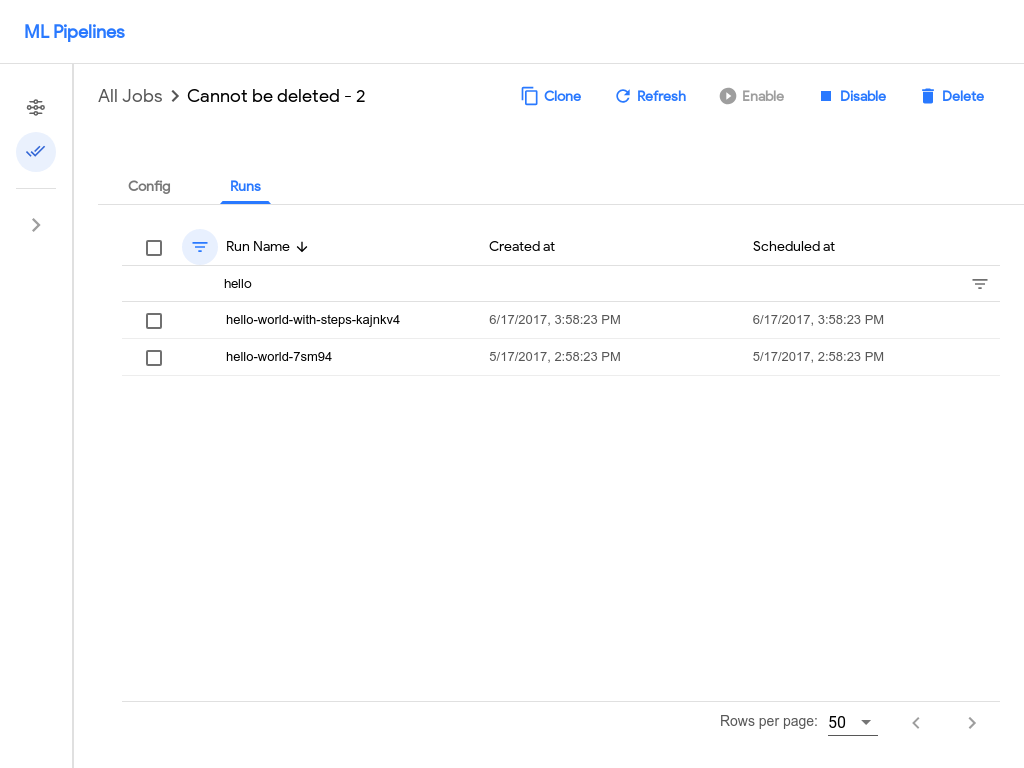 ML Pipelines
All Jobs > Cannot be deleted - 2
Clone
Refresh
Enable
Disable
Delete
Config
Runs
Run Name Created at Scheduled at
hello
hello-world-with-steps-kajnkv4 6/17/2017, 3:58:23 PM 6/17/2017, 3:58:23 PM
hello-world-7sm94 5/17/2017, 2:58:23 PM 5/17/2017, 2:58:23 PM
Rows per page: 50